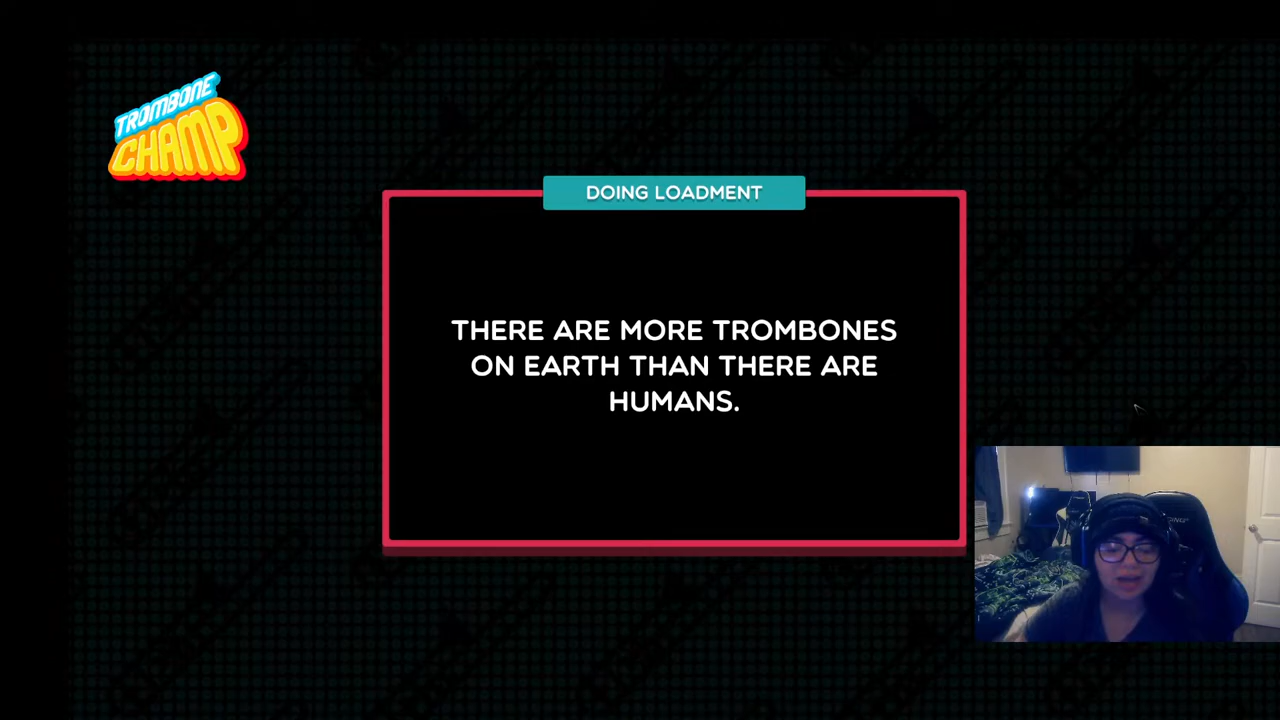 TROMBONE
CHAMP
DOING LOADMENT
THERE ARE MORE TROMBONES
ON EARTH THAN THERE ARE
HUMANS.